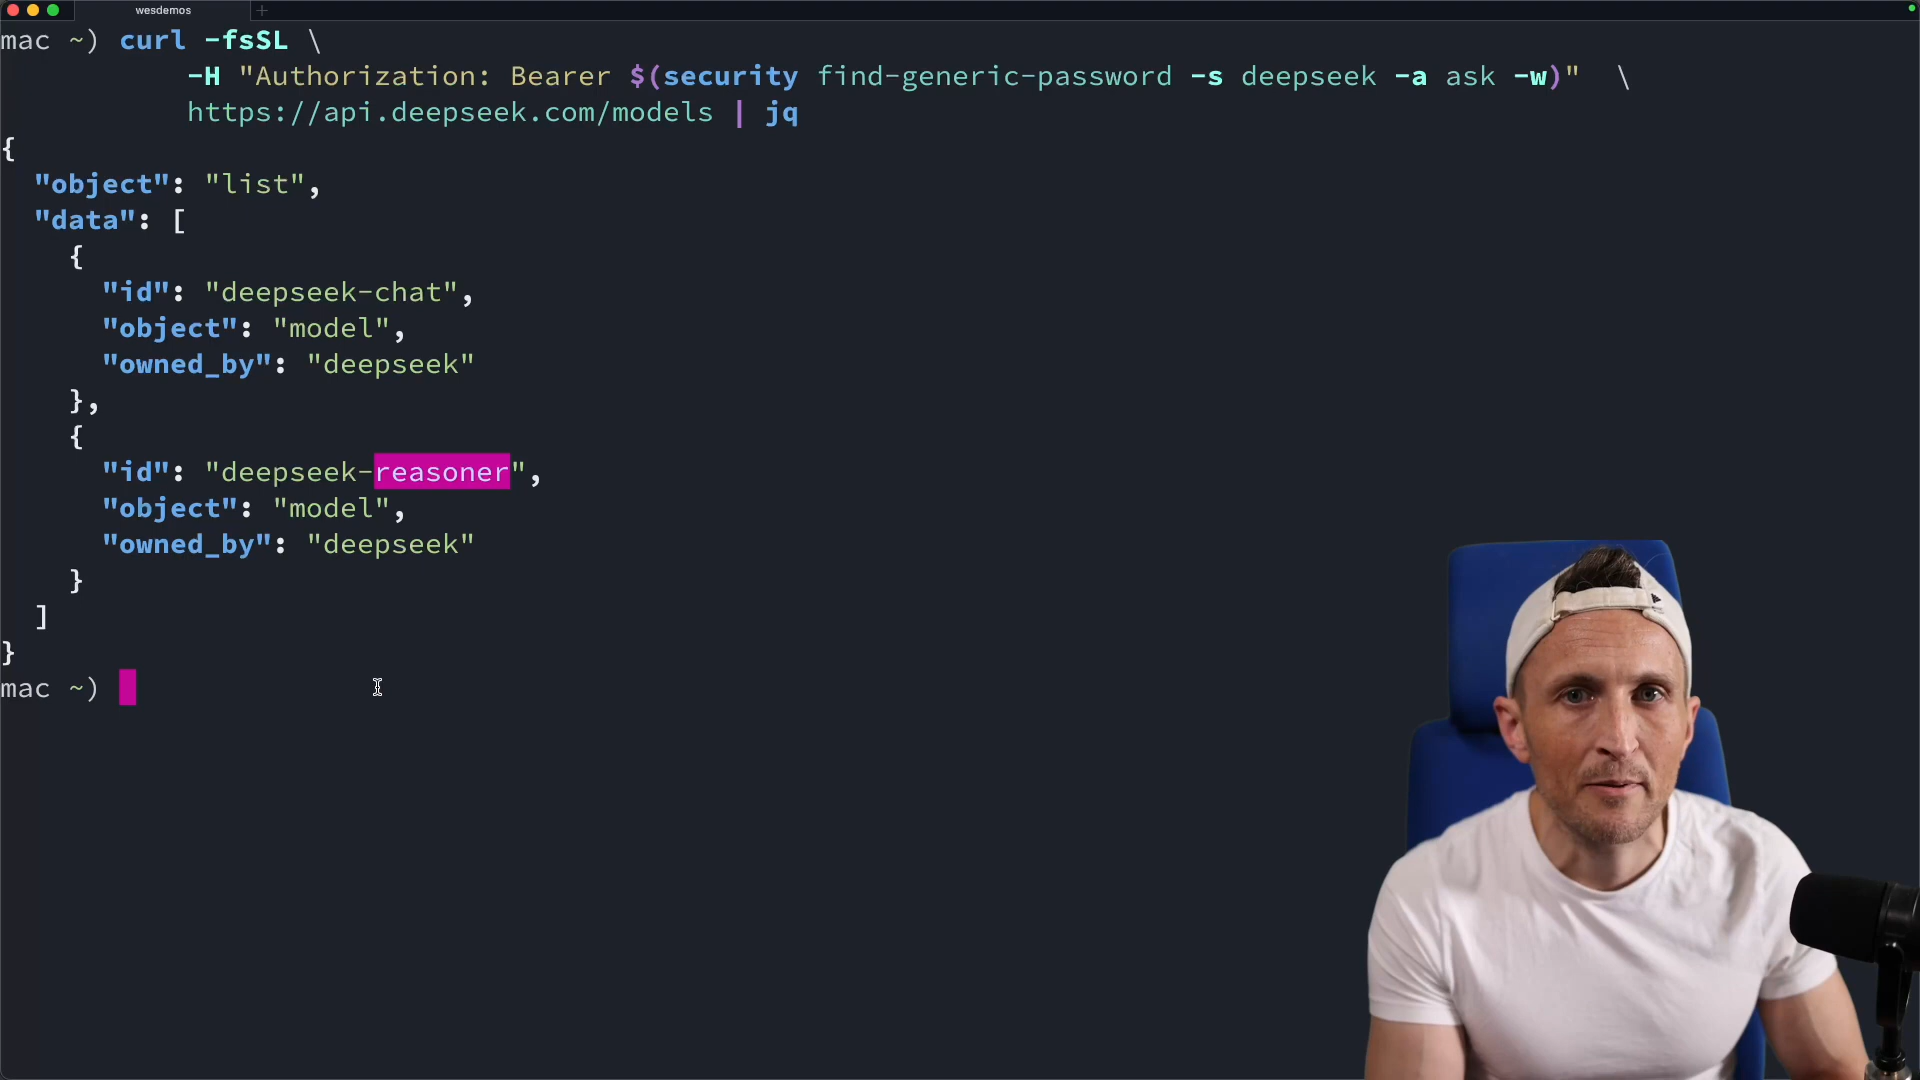 wesdemos
mac ~) curl -fsSL \
-H "Authorization: Bearer $(security find-generic-password -s deepseek -a ask -w)" \
https://api.deepseek.com/models | jq
{
"object": "list",
"data": [
{
"id": "deepseek-chat",
"object": "model",
"owned_by": "deepseek"
},
{
"id": "deepseek-reasoner",
"object": "model",
"owned_by": "deepseek"
}
]
}
mac ~)